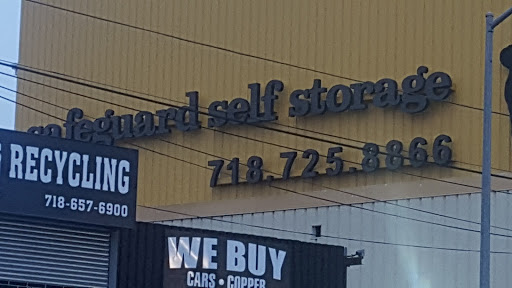 safeguard self storage
718.725.8866
RECYCLING
718-657-6900
WE BUY
CARS • COPPER